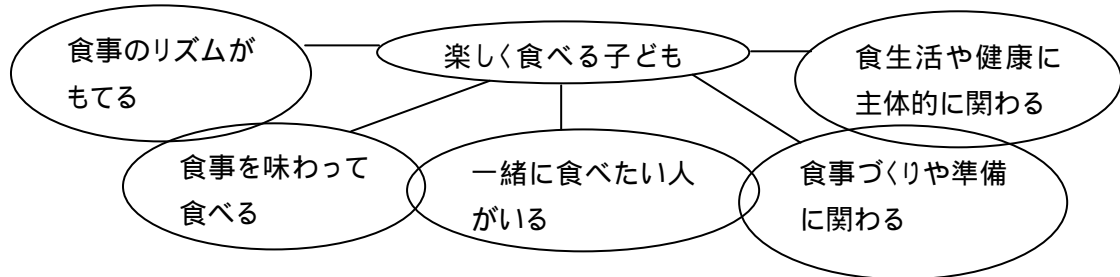 楽しく食べる子ども
食事のリズムが
もてる
食事を味わって
食べる
一緒に食べたい人
がいる
食事づくりや準備
に関わる
食生活や健康に
主体的に関わる